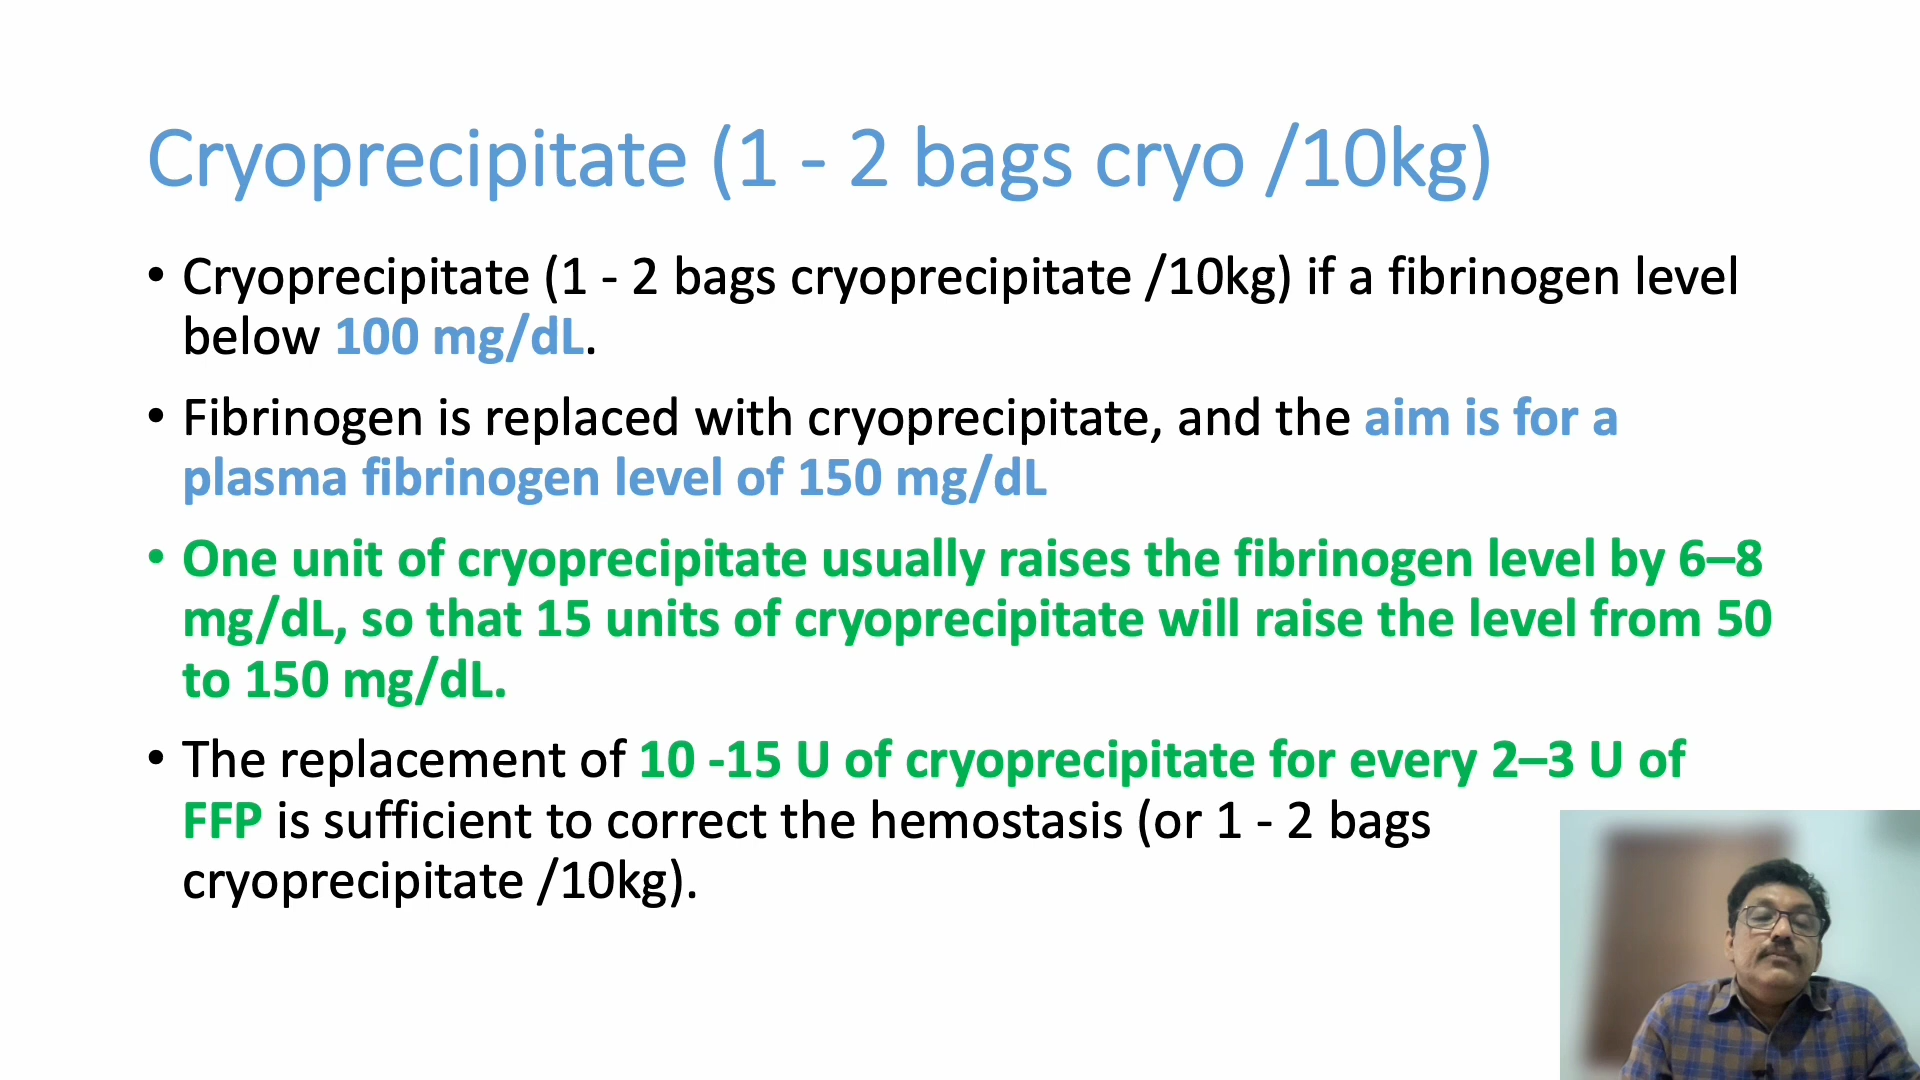 Cryoprecipitate (1 - 2 bags cryo /10kg)
• Cryoprecipitate (1 - 2 bags cryoprecipitate /10kg) if a fibrinogen level
below 100 mg/dL.
• Fibrinogen is replaced with cryoprecipitate, and the aim is for a
plasma fibrinogen level of 150 mg/dL
• One unit of cryoprecipitate usually raises the fibrinogen level by 6–8
mg/dL, so that 15 units of cryoprecipitate will raise the level from 50
to 150 mg/dL.
• The replacement of 10 -15 U of cryoprecipitate for every 2–3 U of
FFP is sufficient to correct the hemostasis (or 1 - 2 bags
cryoprecipitate /10kg).